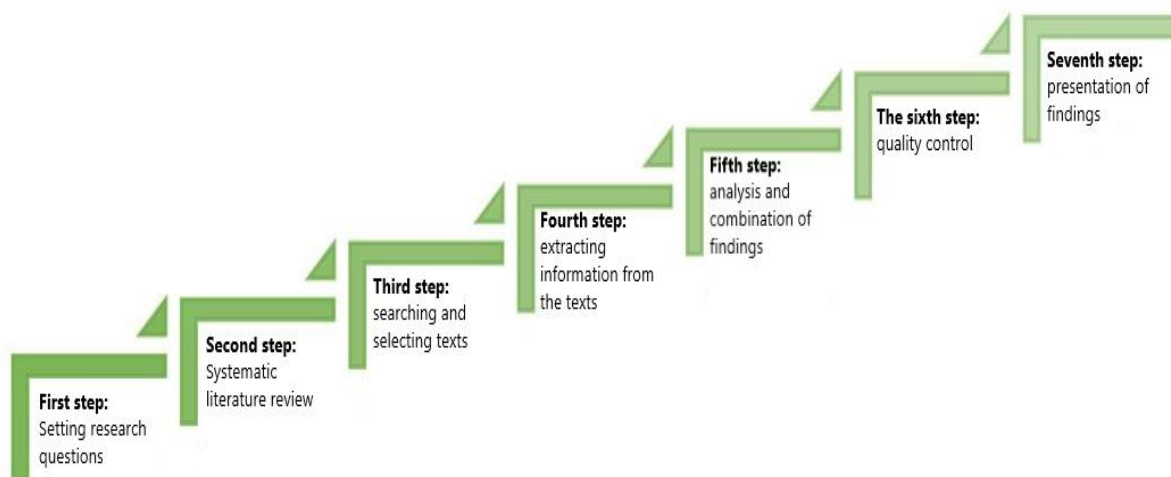 First step:
Setting research
questions
Second step:
Systematic
literature review
Third step:
searching and
selecting texts
Fourth step:
extracting
information from
the texts
Fifth step:
analysis and
combination of
findings
The sixth step:
quality control
Seventh step:
presentation of
findings